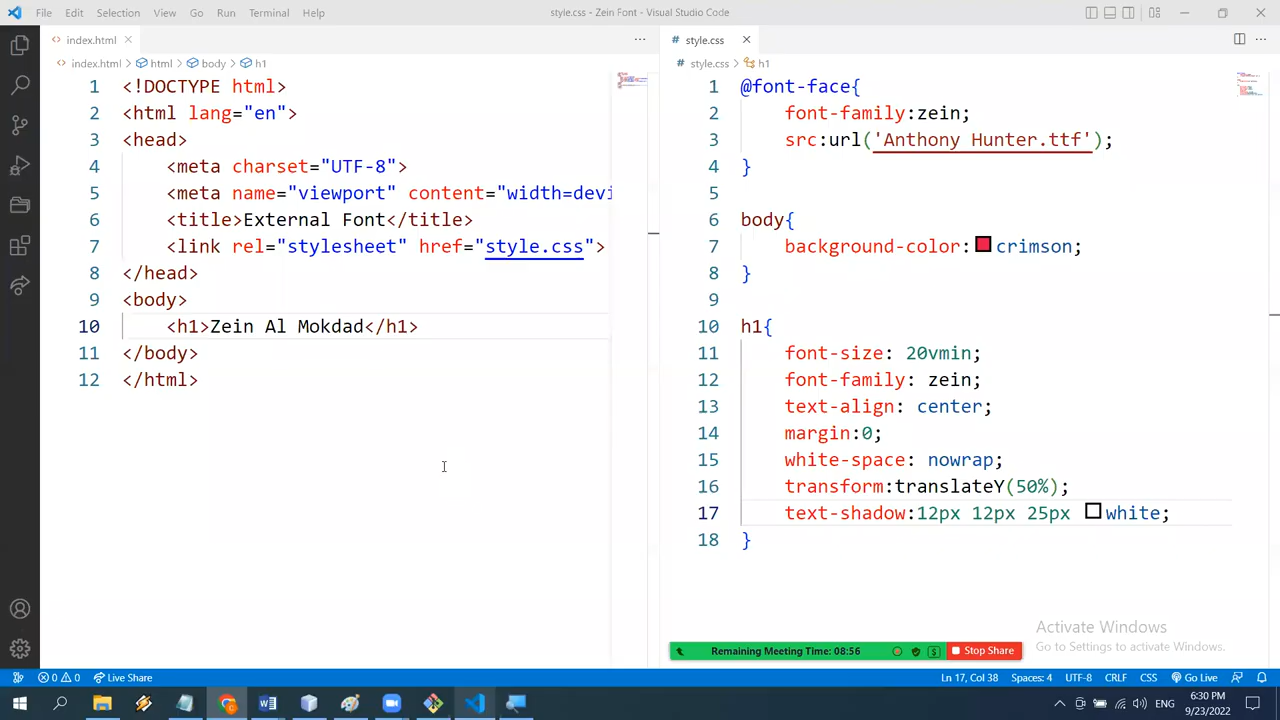 File Edit Selection View Go Run Terminal Help
style.css - Zein Font - Visual Studio Code
index.html
index.html html body h1
1 <!DOCTYPE html>
2 <html lang="en">
3 <head>
4 <meta charset="UTF-8">
5 <meta name="viewport" content="width=devi
6 <title>External Font</title>
7 <link rel="stylesheet" href="style.css">
8 </head>
9 <body>
10 <h1>Zein Al Mokdad</h1>
11 </body>
12 </html>
# style.css
# style.css h1
1 @font-face{
2 font-family:zein;
3 src:url('Anthony Hunter.ttf');
4 }
5
6 body{
7 background-color: crimson;
8 }
9
10 h1{
11 font-size: 20vmin;
12 font-family: zein;
13 text-align: center;
14 margin:0;
15 white-space: nowrap;
16 transform:translateY(50%);
17 text-shadow:12px 12px 25px white;
18 }
Activate Windows
Go to Settings to activate Windows.
Remaining Meeting Time: 08:56
Stop Share
0 0 Live Share
Ln 17, Col 38 Spaces: 4 UTF-8 CRLF CSS Go Live
ENG
6:30 PM
9/23/2022